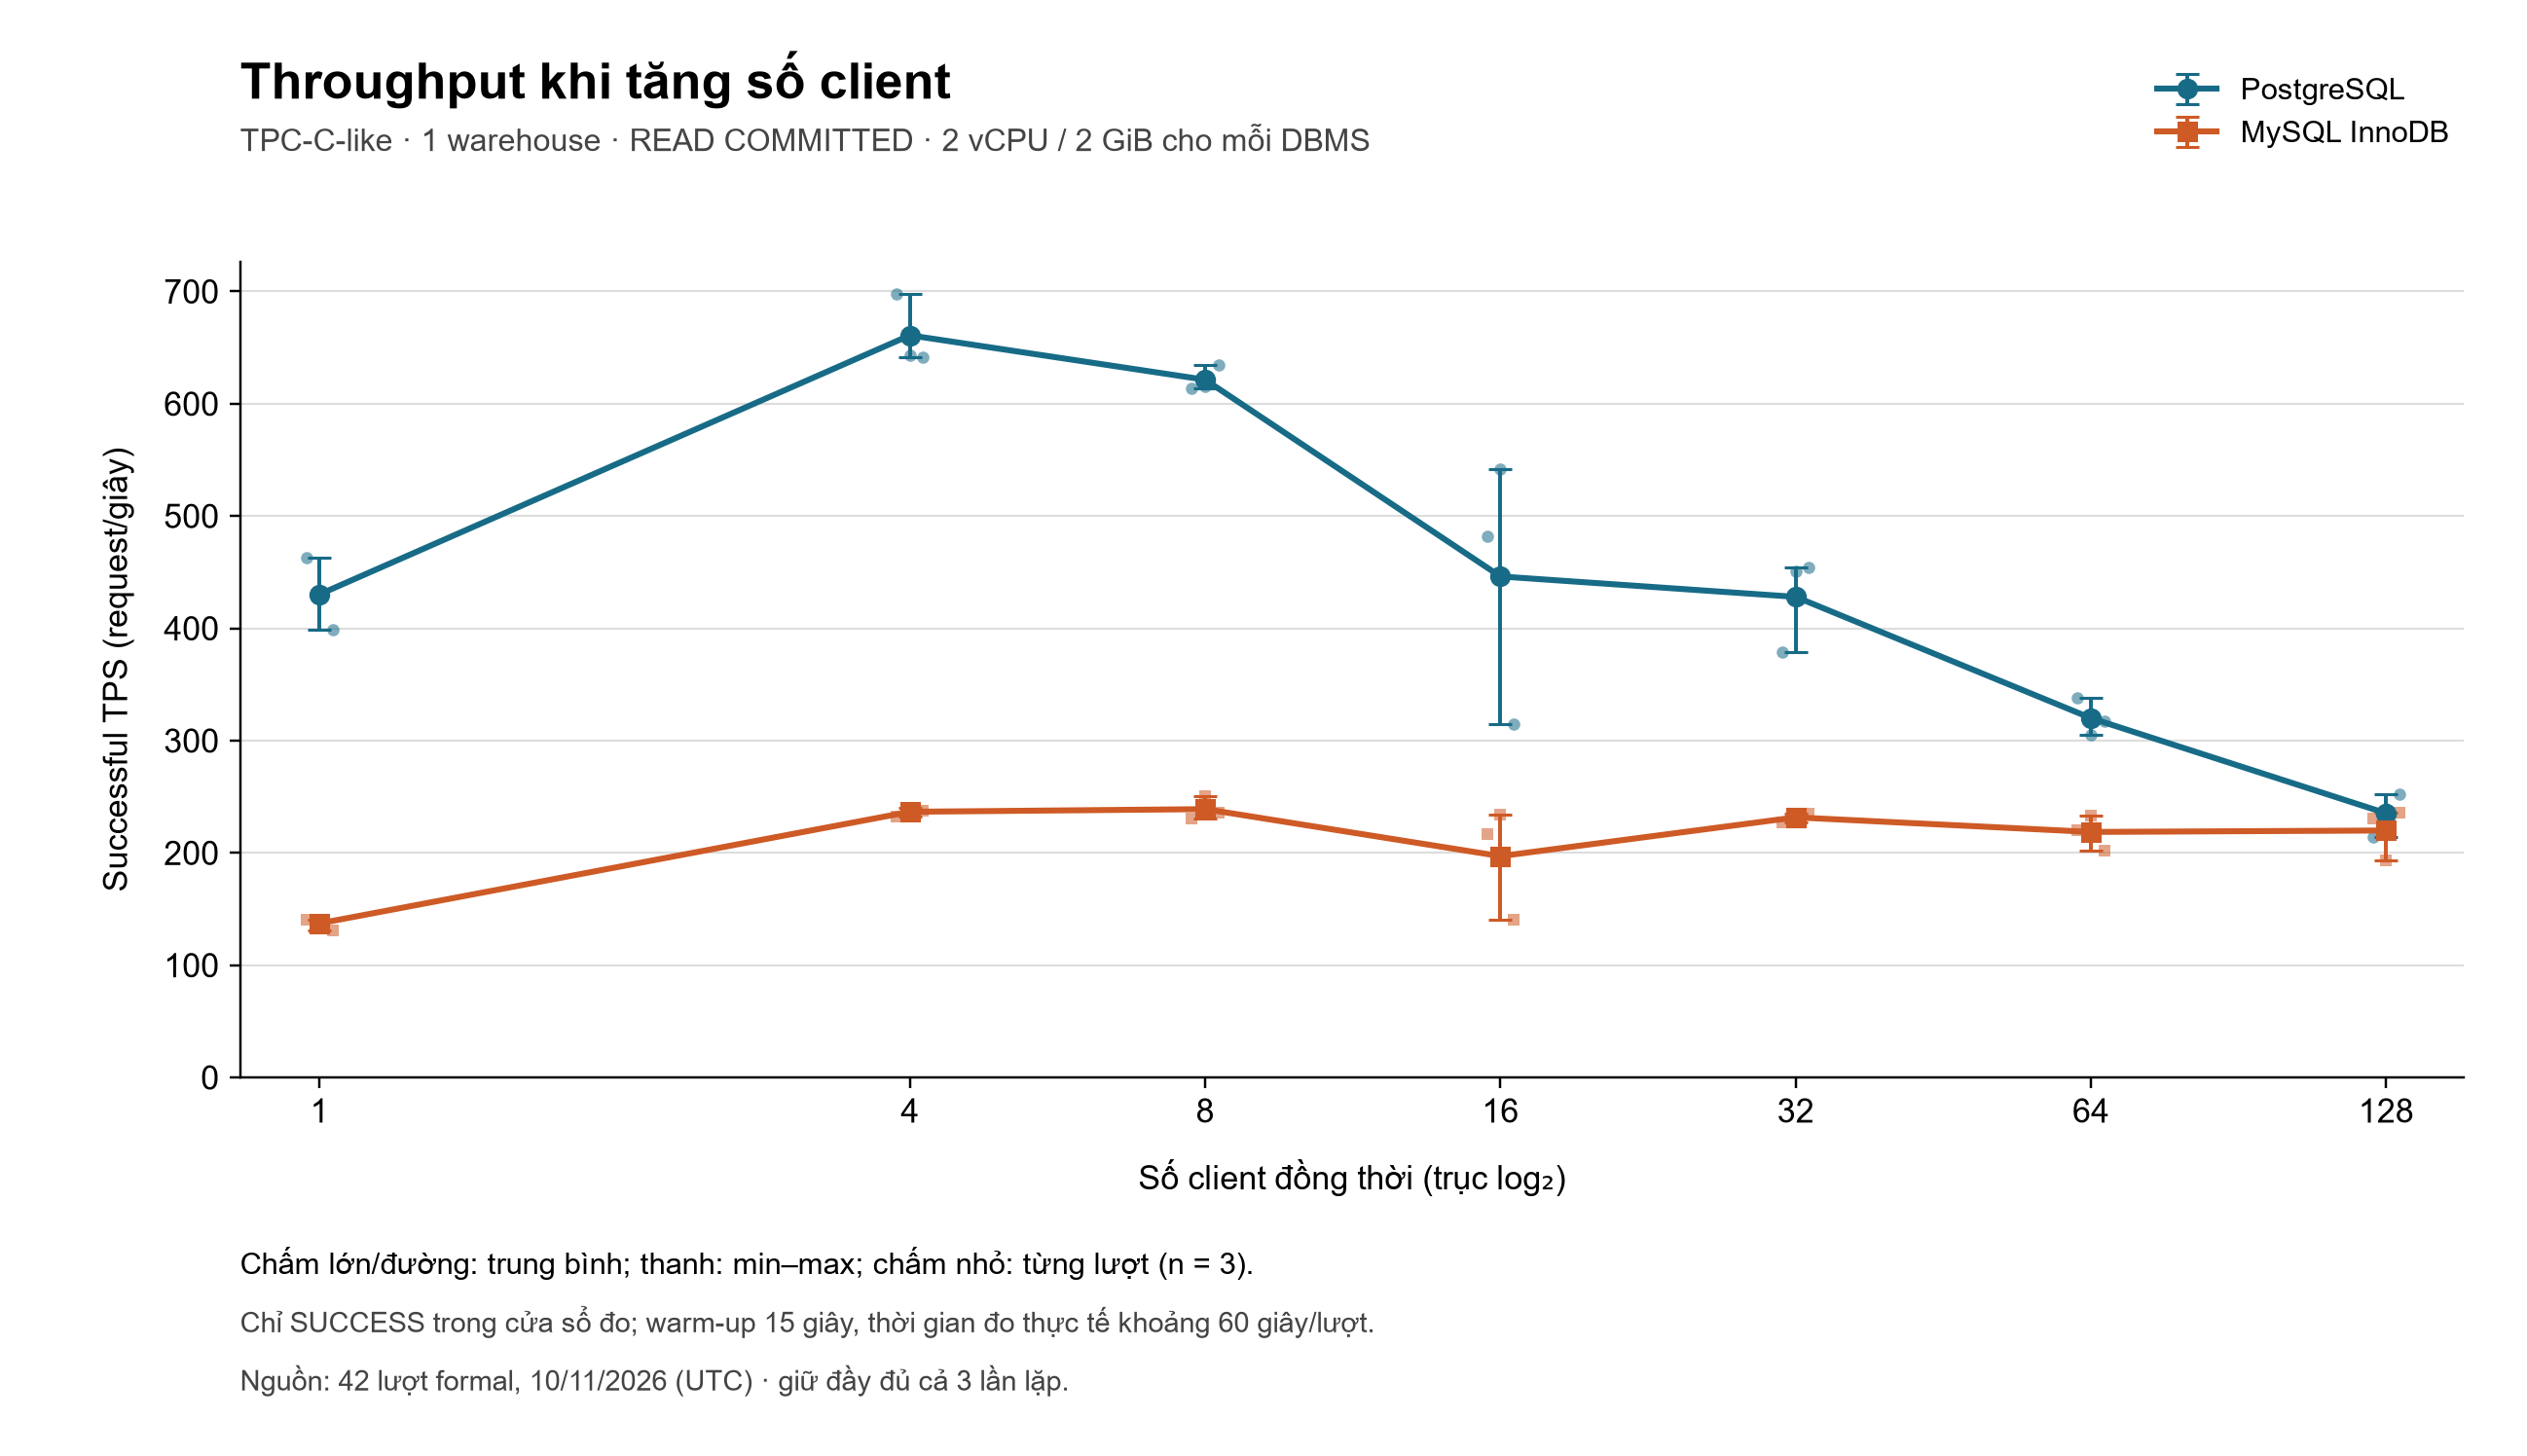 Throughput khi tăng số client
TPC-C-like · 1 warehouse · READ COMMITTED · 2 vCPU / 2 GiB cho mỗi DBMS
PostgreSQL
MySQL InnoDB
Successful TPS (request/giây)
700
600
500
400
300
200
100
0
1 4 8 16 32 64 128
Số client đồng thời (trục log₂)
Chấm lớn/đường: trung bình; thanh: min–max; chấm nhỏ: từng lượt (n = 3).
Chỉ SUCCESS trong cửa sổ đo; warm-up 15 giây, thời gian đo thực tế khoảng 60 giây/lượt.
Nguồn: 42 lượt formal, 10/11/2026 (UTC) · giữ đầy đủ cả 3 lần lặp.